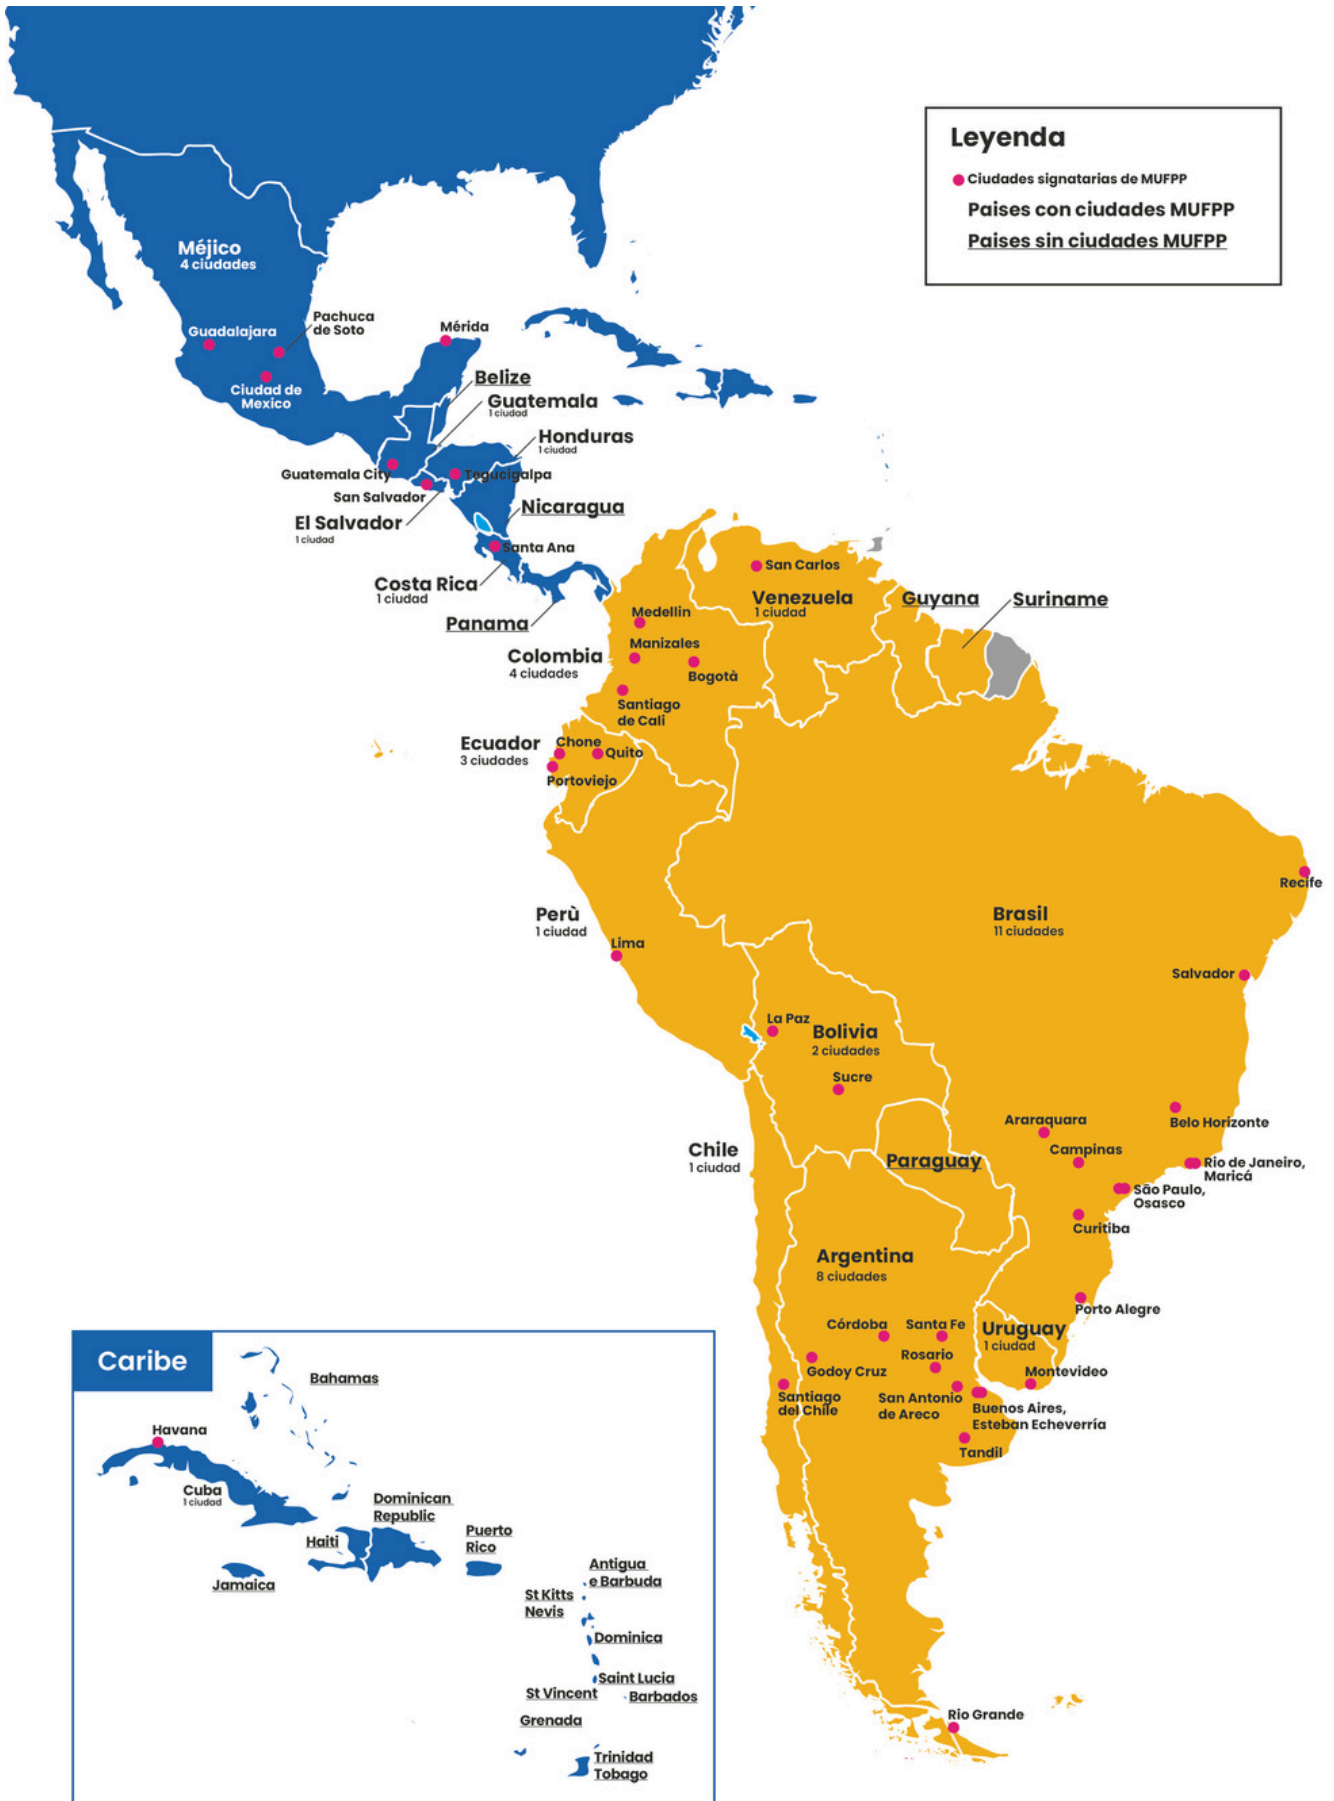 Leyenda
Ciudades signatarias de MUFPP
Paises con ciudades MUFPP
Paises sin ciudades MUFPP
Méjico
4 ciudades
Guadalajara
Pachuca
de Soto
Ciudad de
Mexico
Mérida
Belize
Guatemala
1 ciudad
Honduras
1 ciudad
Guatemala City
Tegucigalpa
San Salvador
El Salvador
1 ciudad
Nicaragua
Santa Ana
Costa Rica
1 ciudad
Panama
San Carlos
Venezuela
1 ciudad
Guyana
Suriname
Medellin
Manizales
Colombia
4 ciudades
Bogotà
Santiago
de Cali
Ecuador
3 ciudades
Chone
Quito
Portoviejo
Recife
Perù
1 ciudad
Lima
Brasil
11 ciudades
Salvador
La Paz
Bolivia
2 ciudades
Sucre
Araraquara
Belo Horizonte
Campinas
Chile
1 ciudad
Paraguay
Rio de Janeiro,
Maricá
São Paulo,
Osasco
Curitiba
Argentina
8 ciudades
Porto Alegre
Córdoba
Santa Fe
Uruguay
1 ciudad
Rosario
Godoy Cruz
Montevideo
Santiago
del Chile
San Antonio
de Areco
Buenos Aires,
Esteban Echeverría
Tandil
Rio Grande
Caribe
Bahamas
Havana
Cuba
1 ciudad
Dominican
Republic
Haiti
Puerto
Rico
Jamaica
Antigua
e Barbuda
St Kitts
Nevis
Dominica
Saint Lucia
St Vincent
Barbados
Grenada
Trinidad
Tobago